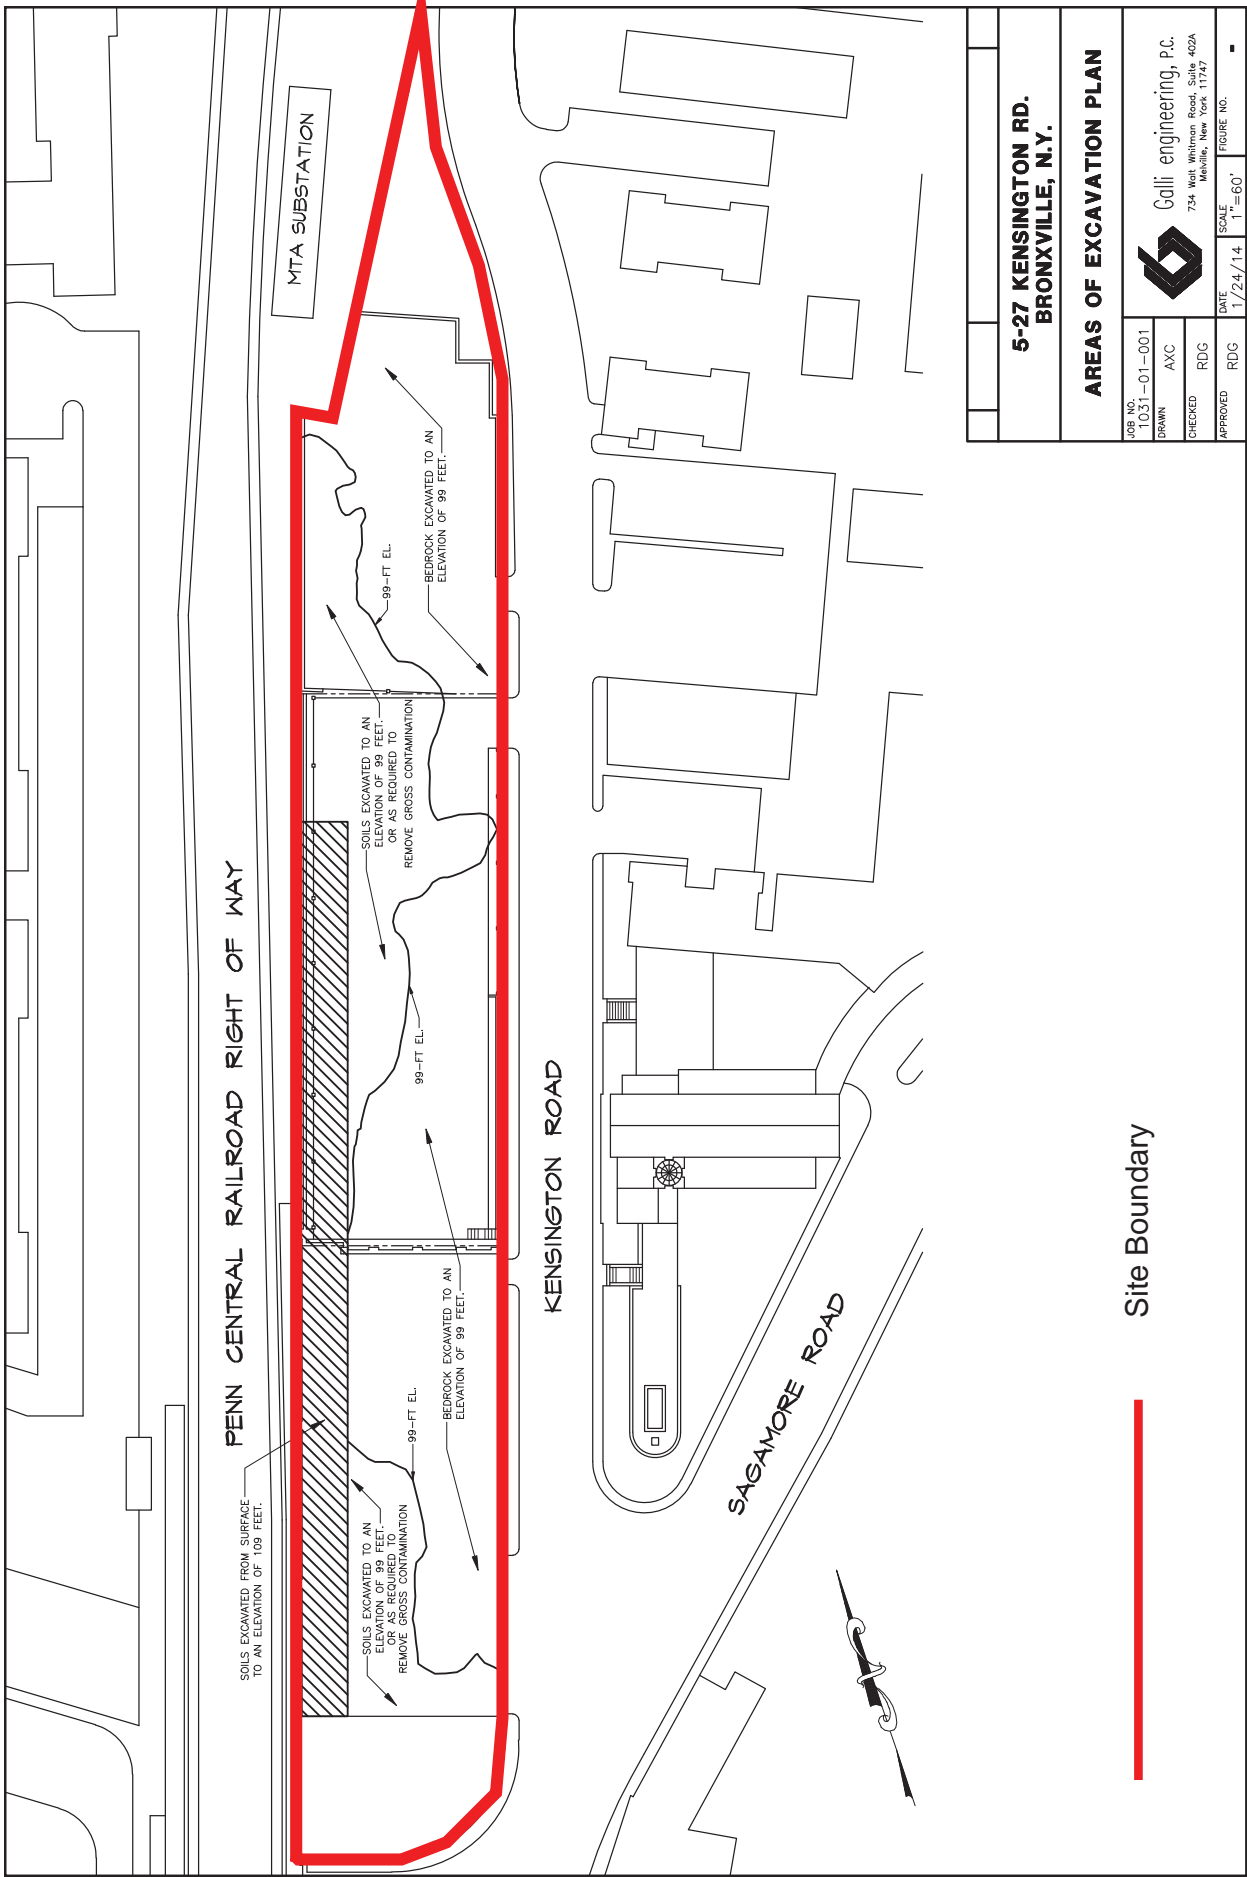 PENN CENTRAL RAILROAD RIGHT OF WAY
MTA SUBSTATION
SOILS EXCAVATED FROM SURFACE
TO AN ELEVATION OF 109 FEET.
SOILS EXCAVATED TO AN
ELEVATION OF 99 FEET.
OR AS REQUIRED TO
REMOVE GROSS CONTAMINATION
99-FT EL.
BEDROCK EXCAVATED TO AN
ELEVATION OF 99 FEET.
99-FT EL.
SOILS EXCAVATED TO AN
ELEVATION OF 99 FEET.
OR AS REQUIRED TO
REMOVE GROSS CONTAMINATION
99-FT EL.
BEDROCK EXCAVATED TO AN
ELEVATION OF 99 FEET.
KENSINGTON ROAD
SAGAMORE ROAD
Site Boundary
5-27 KENSINGTON RD.
BRONXVILLE, N.Y.
AREAS OF EXCAVATION PLAN
JOB NO.
1031-01-001
DRAWN
AXC
CHECKED
RDG
APPROVED
RDG
Galli engineering, P.C.
734 Walt Whitman Road, Suite 402A
Melville, New York 11747
DATE
1/24/14
SCALE
1"=60'
FIGURE NO.
-